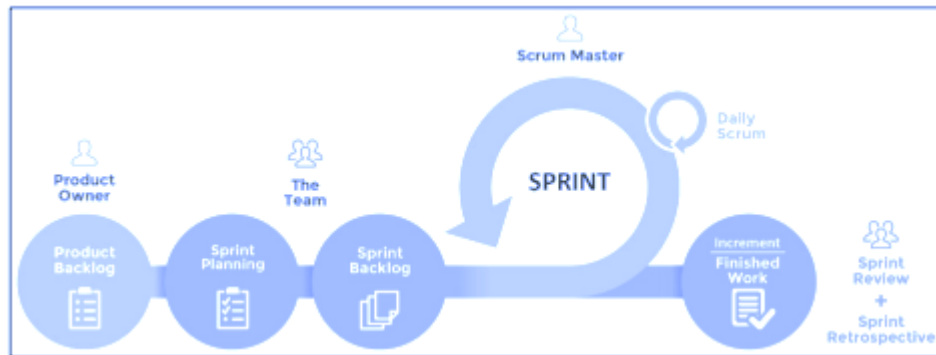 Scrum Master
Daily
Scrum
Product
Owner
The
Team
SPRINT
Product
Backlog
Sprint
Planning
Sprint
Backlog
Increment
Finished
Work
Sprint
Review
+
Sprint
Retrospective